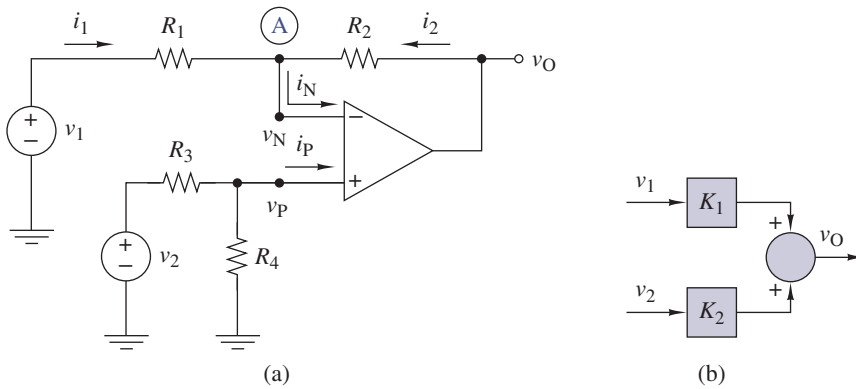 i1 R1 A R2 i2
vO
iN
+
− v1
vN
−
R3 iP
+
vP
+
− v2
R4
(a)
v1 K1
+
vO
+
v2 K2
(b)